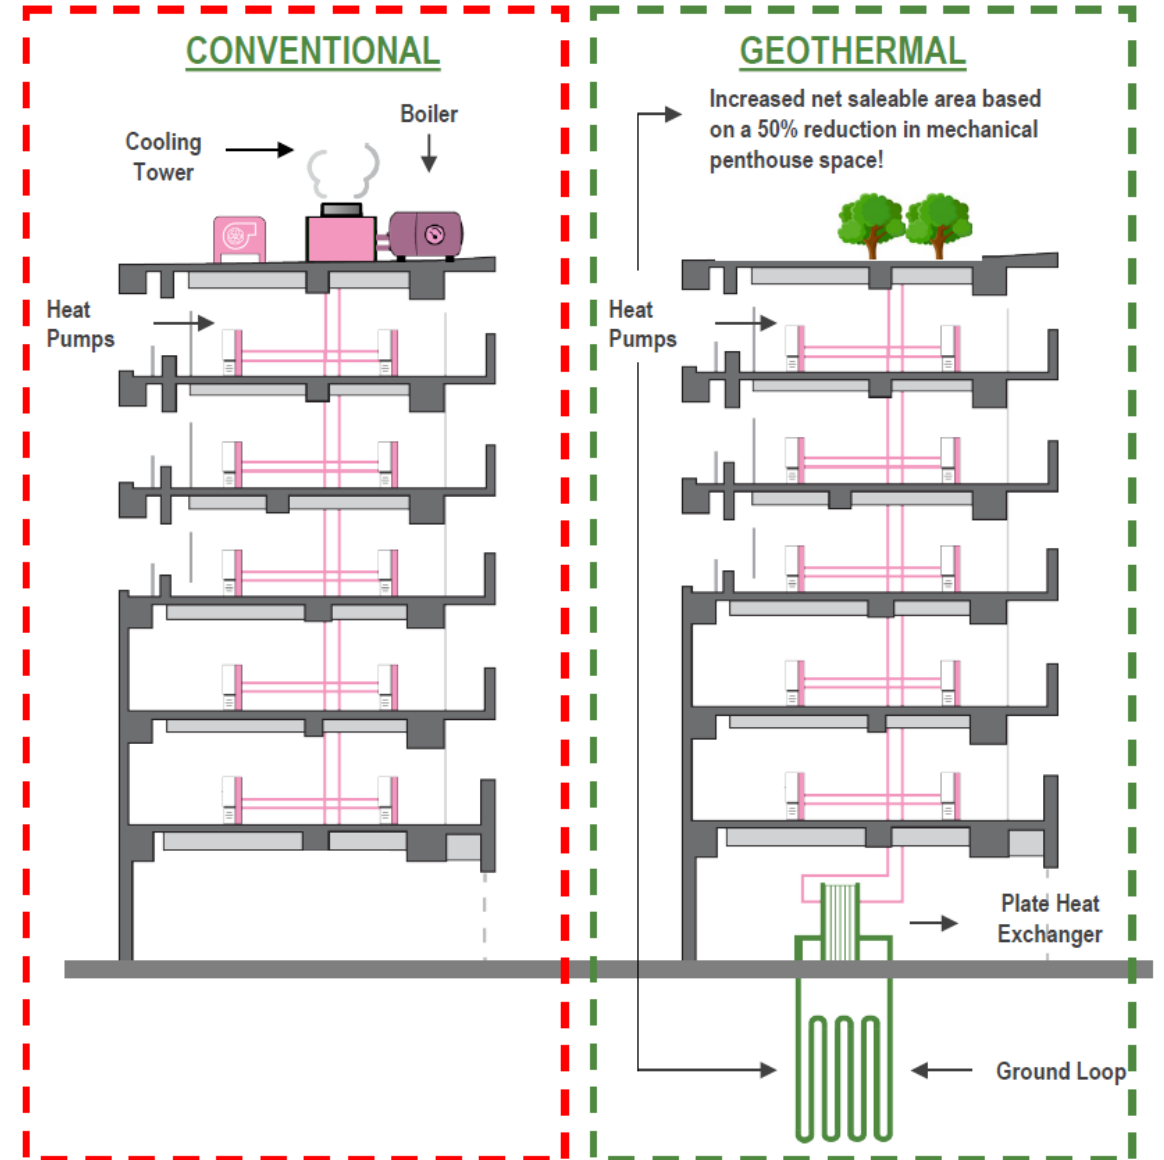 CONVENTIONAL
Boiler
Cooling
Tower
Heat
Pumps
GEOTHERMAL
Increased net saleable area based
on a 50% reduction in mechanical
penthouse space!
Heat
Pumps
Plate Heat
Exchanger
Ground Loop